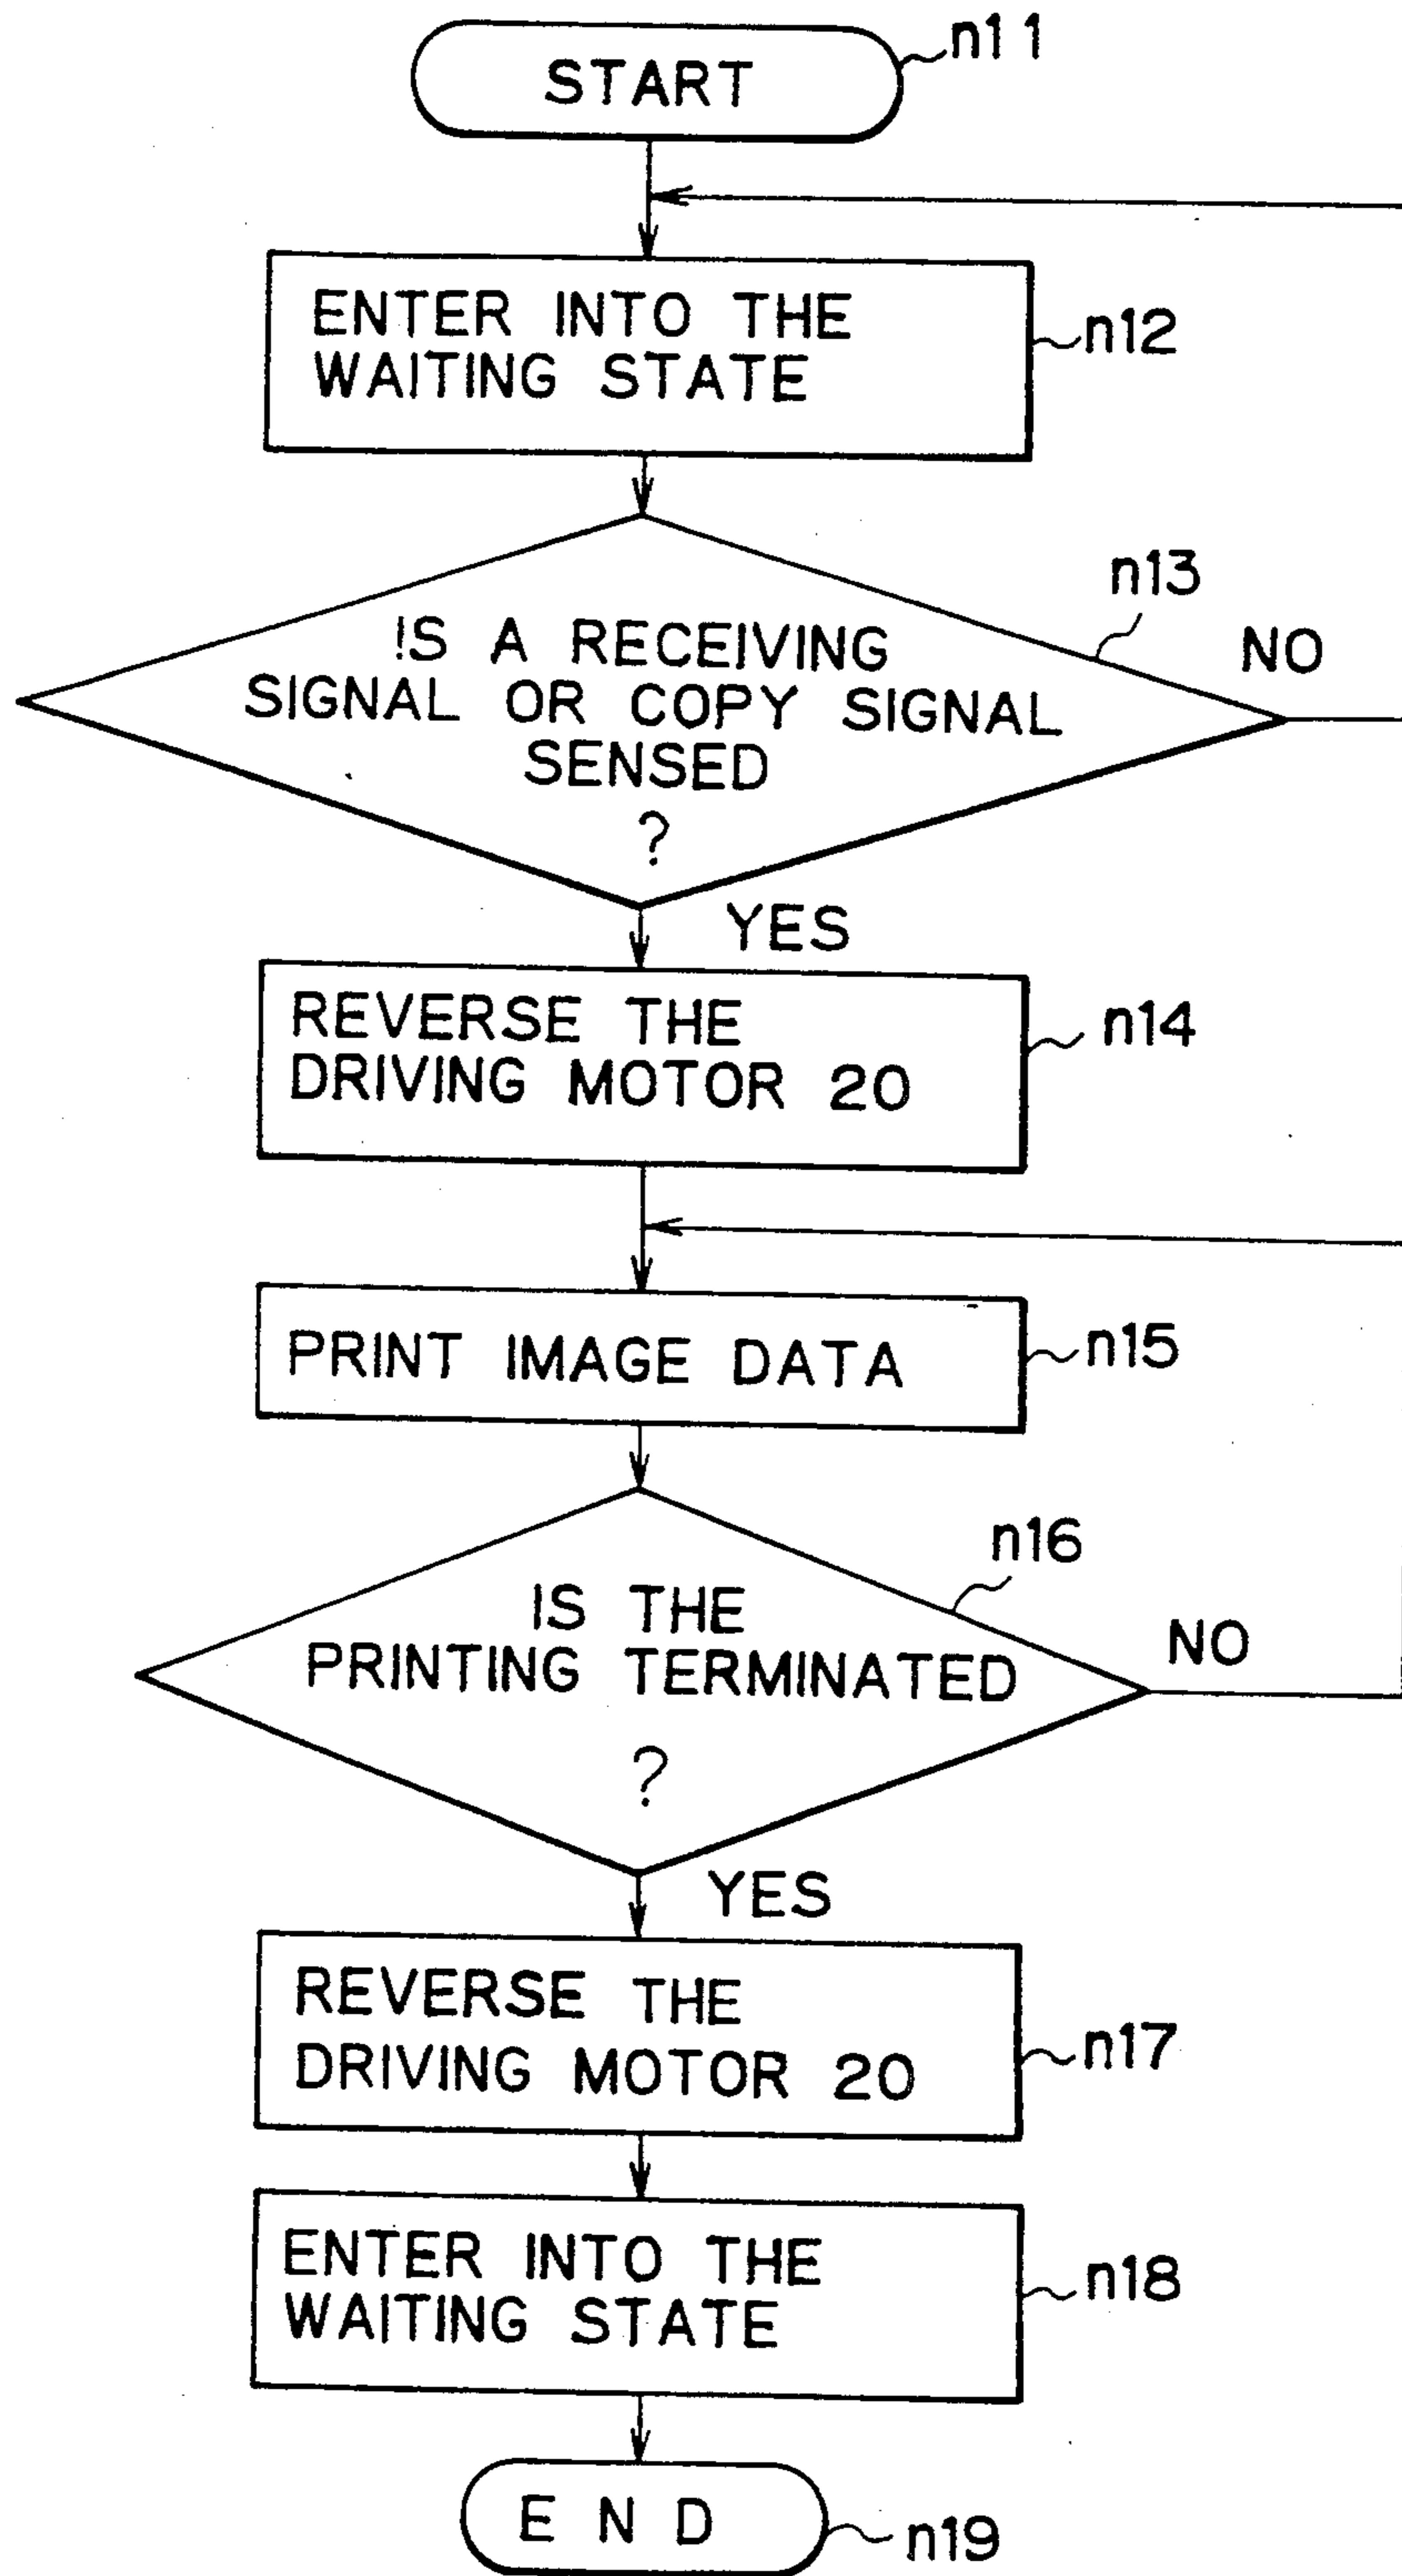 START
n11
ENTER INTO THE
WAITING STATE
n12
IS A RECEIVING
SIGNAL OR COPY SIGNAL
SENSED
?
n13
NO
YES
REVERSE THE
DRIVING MOTOR 20
n14
PRINT IMAGE DATA
n15
IS THE
PRINTING TERMINATED
?
n16
NO
YES
REVERSE THE
DRIVING MOTOR 20
n17
ENTER INTO THE
WAITING STATE
n18
END
n19